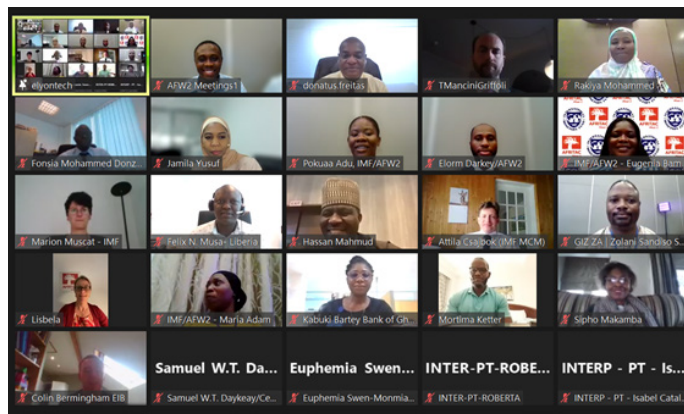 elyontech
AFW2 Meetings1
donatus.freitas
TManciniGriffoli
Rakiya Mohammed
Fonsia Mohammed Donz...
Jamila Yusuf
Pokuaa Adu, IMF/AFW2
Elorm Darkey/AFW2
AFRITAC
IMF/AFW2 - Eugenia Bam...
Marion Muscat - IMF
Felix N. Musa- Liberia
Hassan Mahmud
Attila Csajbok (IMF MCM)
GIZ ZA | Zolani Sandiso S...
Lisbela
IMF/AFW2 - Maria Adam
Kabuki Bartey Bank of Gh...
Mortima Ketter
Sipho Makamba
Colin Bermingham EIB
Samuel W.T. Da...
Samuel W.T. Daykeay/Ce...
Euphemia Swen...
Euphemia Swen-Monmia...
INTER-PT-ROBE...
INTER-PT-ROBERTA
INTERP - PT - Is...
INTERP - PT - Isabel Catal...